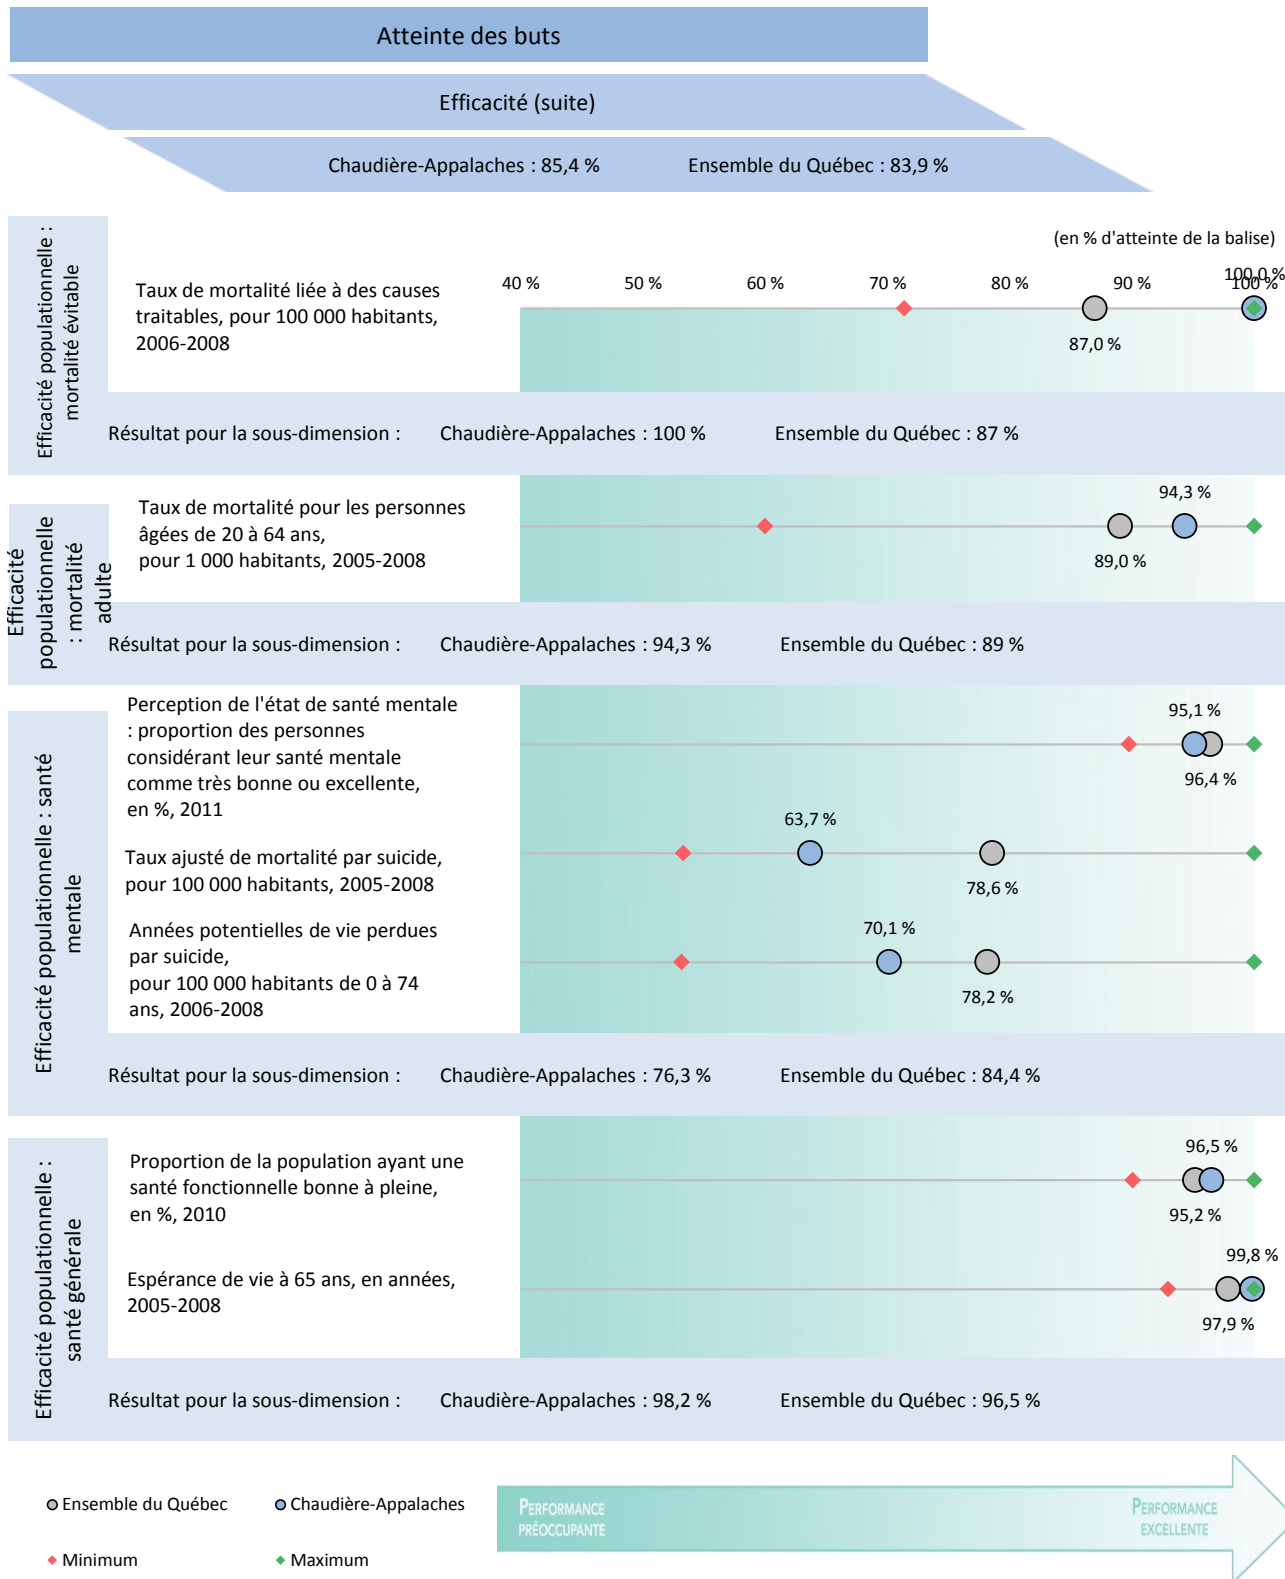 Atteinte des buts
Efficacité (suite)
Chaudière-Appalaches : 85,4 % Ensemble du Québec : 83,9 %
Efficacité populationnelle :
mortalité évitable
(en % d'atteinte de la balise)
40 % 50 % 60 % 70 % 80 % 90 % 100 %
100,0 %
Taux de mortalité liée à des causes
traitables, pour 100 000 habitants,
2006-2008
87,0 %
Résultat pour la sous-dimension : Chaudière-Appalaches : 100 % Ensemble du Québec : 87 %
Efficacité
populationnelle
: mortalité
adulte
Taux de mortalité pour les personnes
âgées de 20 à 64 ans,
pour 1 000 habitants, 2005-2008
94,3 %
89,0 %
Résultat pour la sous-dimension : Chaudière-Appalaches : 94,3 % Ensemble du Québec : 89 %
Efficacité populationnelle : santé
mentale
Perception de l'état de santé mentale
: proportion des personnes
considérant leur santé mentale
comme très bonne ou excellente,
en %, 2011
95,1 %
96,4 %
Taux ajusté de mortalité par suicide,
pour 100 000 habitants, 2005-2008
63,7 %
78,6 %
Années potentielles de vie perdues
par suicide,
pour 100 000 habitants de 0 à 74
ans, 2006-2008
70,1 %
78,2 %
Résultat pour la sous-dimension : Chaudière-Appalaches : 76,3 % Ensemble du Québec : 84,4 %
Efficacité populationnelle :
santé générale
Proportion de la population ayant une
santé fonctionnelle bonne à pleine,
en %, 2010
96,5 %
95,2 %
Espérance de vie à 65 ans, en années,
2005-2008
99,8 %
97,9 %
Résultat pour la sous-dimension : Chaudière-Appalaches : 98,2 % Ensemble du Québec : 96,5 %
Ensemble du Québec Chaudière-Appalaches
Minimum Maximum
PERFORMANCE
PRÉOCCUPANTE
PERFORMANCE
EXCELLENTE